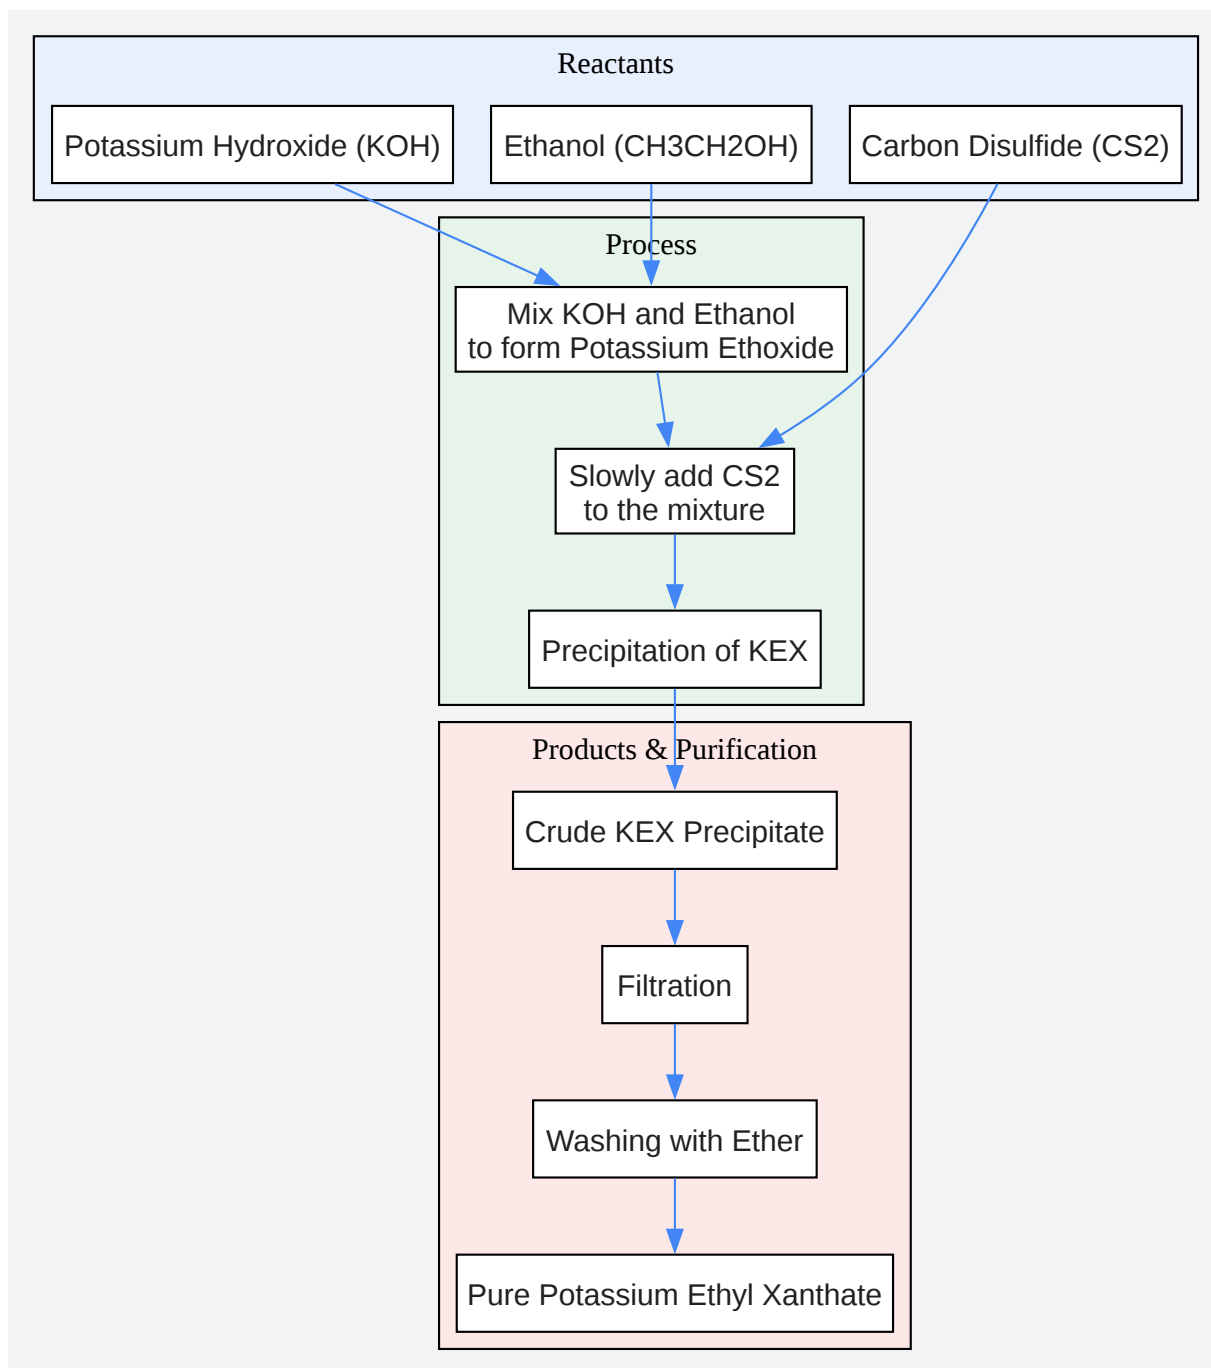 Reactants
Potassium Hydroxide (KOH)
Ethanol (CH3CH2OH)
Carbon Disulfide (CS2)
Process
Mix KOH and Ethanol
to form Potassium Ethoxide
Slowly add CS2
to the mixture
Precipitation of KEX
Products & Purification
Crude KEX Precipitate
Filtration
Washing with Ether
Pure Potassium Ethyl Xanthate